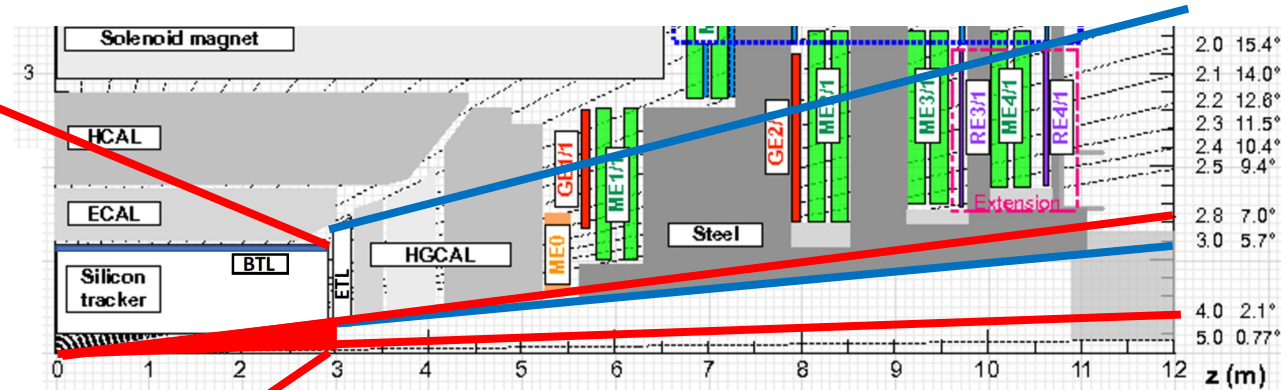 Solenoid magnet
3
HCAL
ECAL
BTL
Silicon
tracker
ETL
HGCAL
ME0
GE1/1
ME1/1
Steel
GE2/
ME2/1
ME3/1
RE3/1
ME4/1
RE4/1
Extension
2.0 15.4°
2.1 14.0°
2.2 12.6°
2.3 11.5°
2.4 10.4°
2.5 9.4°
2.8 7.0°
3.0 5.7°
4.0 2.1°
5.0 0.77°
0 1 2 3 4 5 6 7 8 9 10 11 12 z (m)